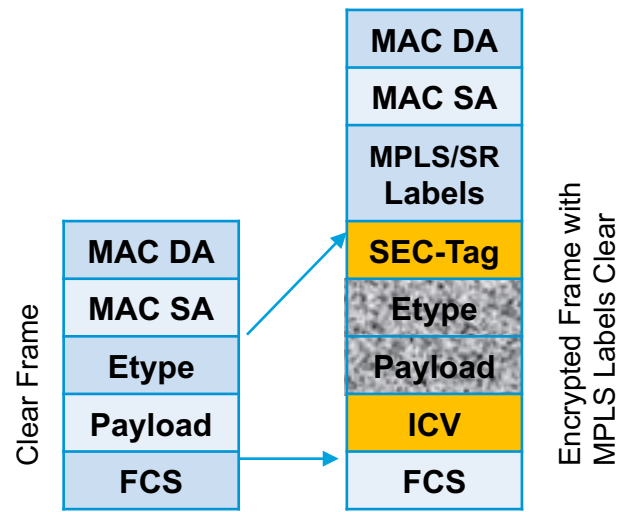 Clear Frame
MAC DA
MAC SA
Etype
Payload
FCS
MAC DA
MAC SA
MPLS/SR
Labels
SEC-Tag
Etype
Payload
ICV
FCS
Encrypted Frame with
MPLS Labels Clear